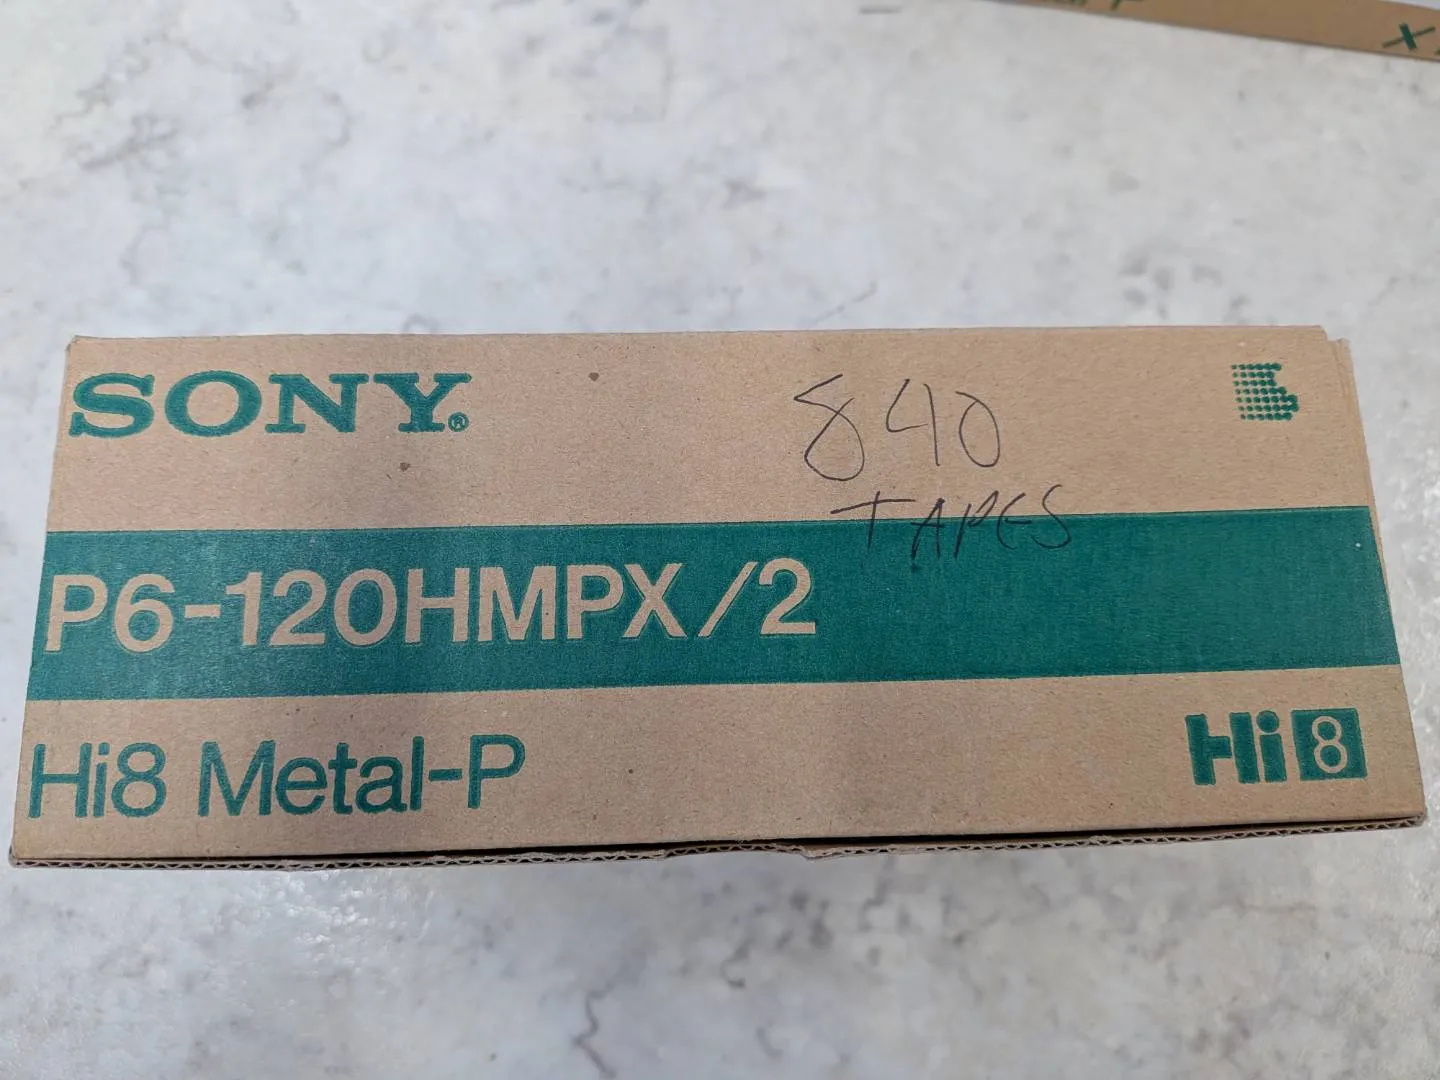 SONY®
840
TAPES
P6-120HMPX/2
Hi8 Metal-P
Hi8